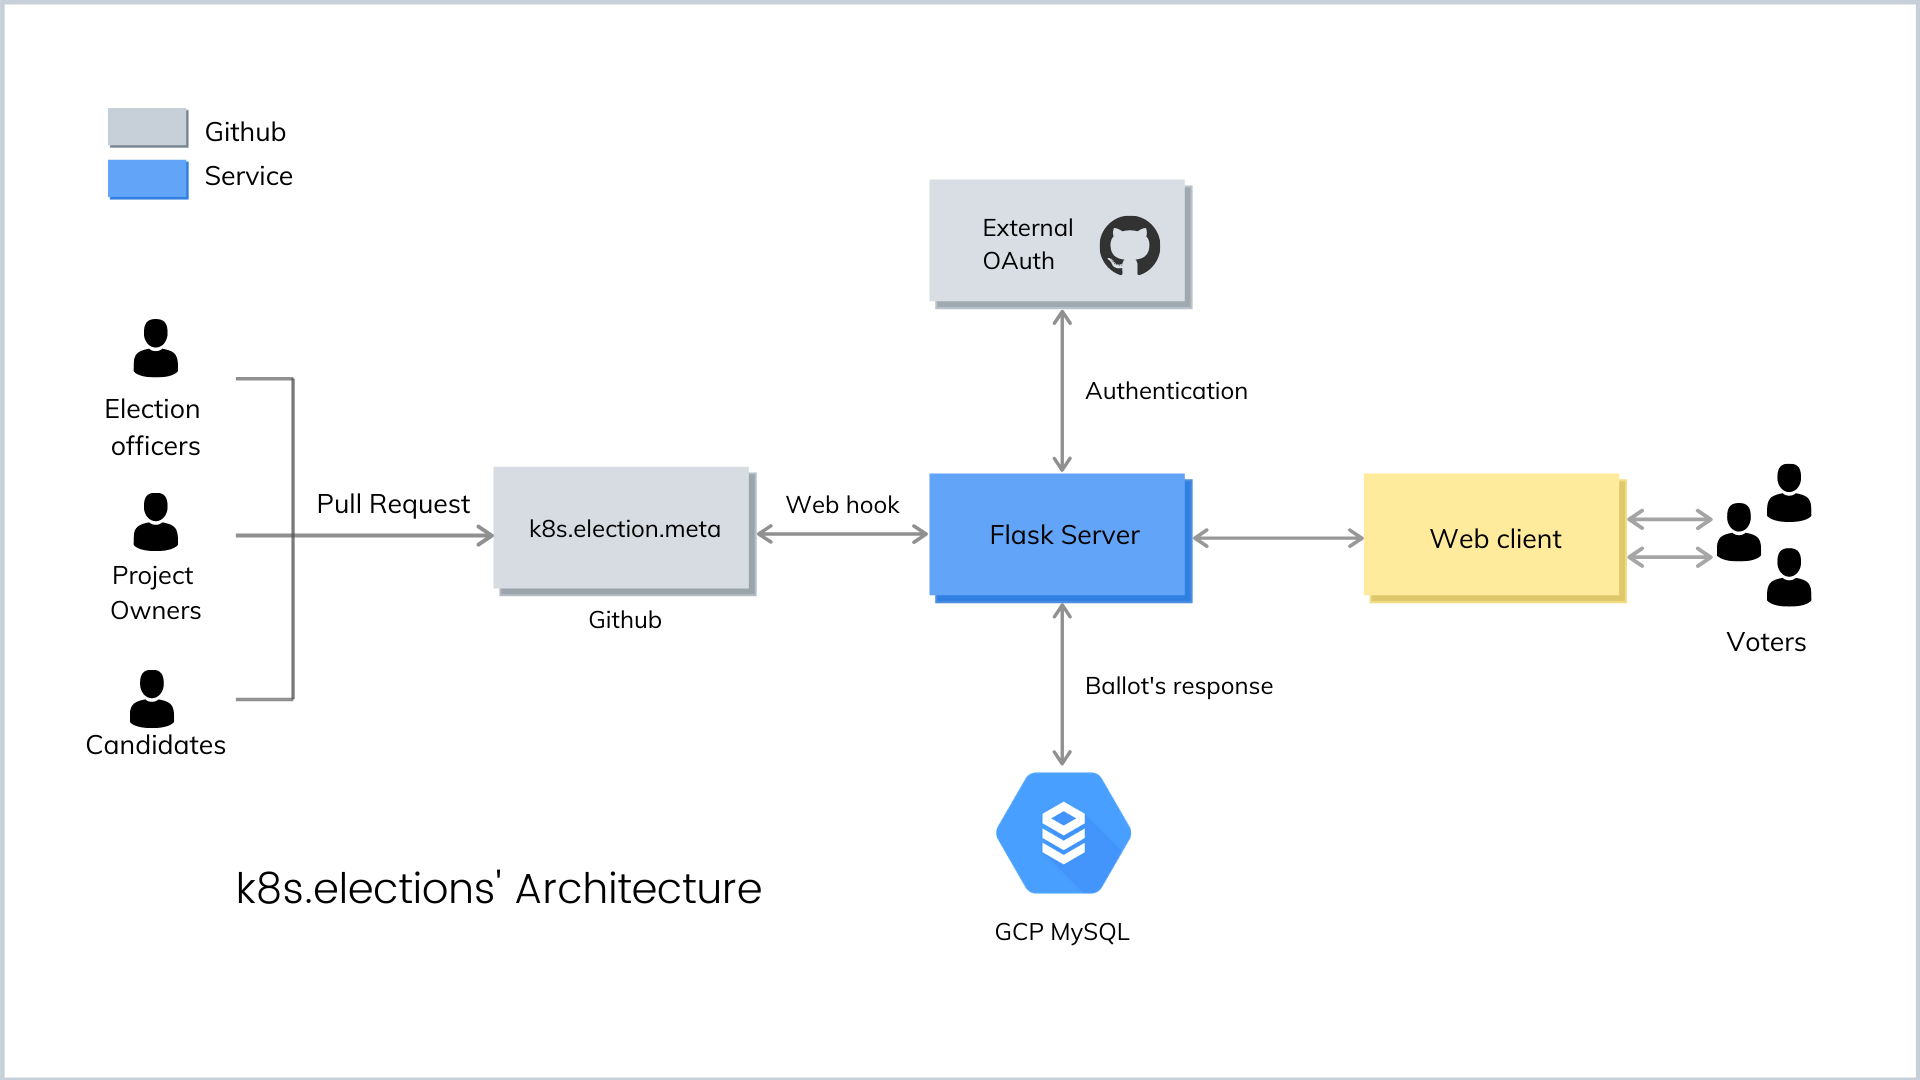 Github
Service
External
OAuth
Authentication
Election
officers
Pull Request
Project
Owners
Candidates
k8s.election.meta
Github
Web hook
Flask Server
Web client
Voters
Ballot's response
GCP MySQL
k8s.elections' Architecture